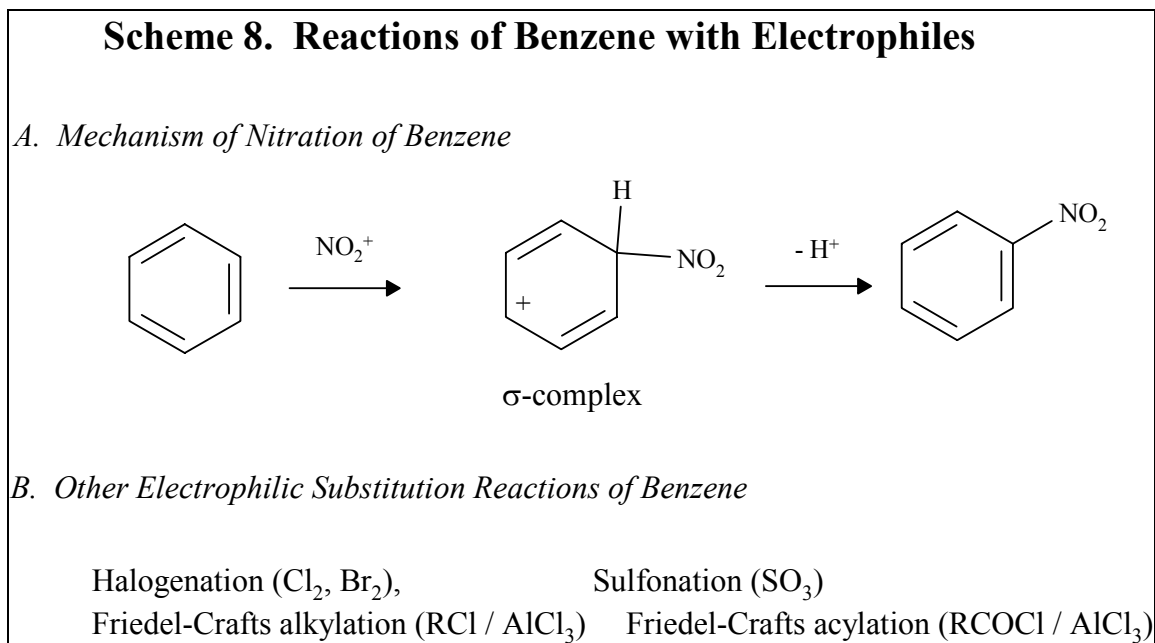 Scheme 8. Reactions of Benzene with Electrophiles
A. Mechanism of Nitration of Benzene
H
NO₂⁺
NO₂
- H⁺
NO₂
+
σ-complex
B. Other Electrophilic Substitution Reactions of Benzene
Halogenation (Cl₂, Br₂), Sulfonation (SO₃)
Friedel-Crafts alkylation (RCl / AlCl₃) Friedel-Crafts acylation (RCOCl / AlCl₃)